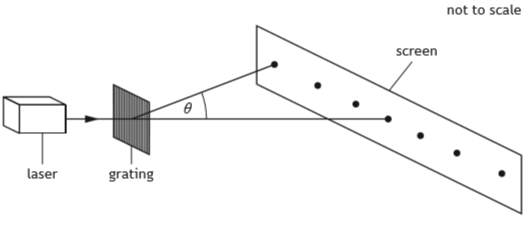 not to scale
screen
θ
laser
grating